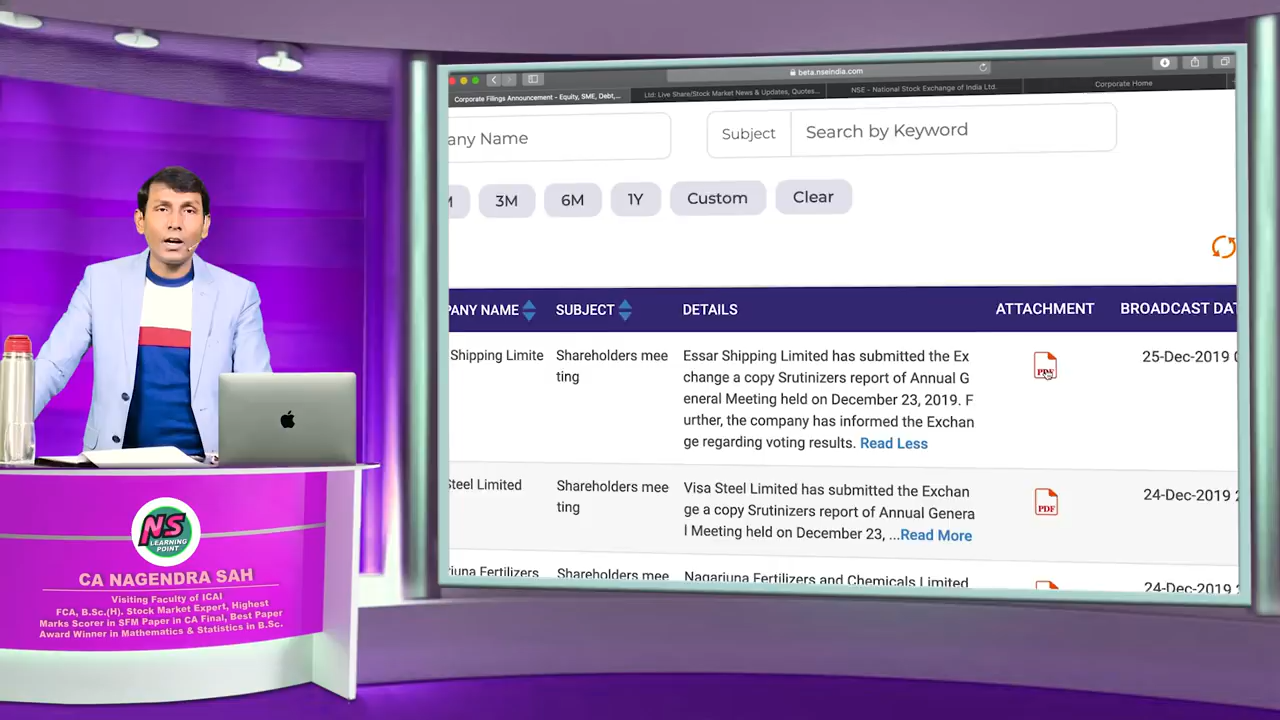 beta.nseindia.com
Corporate Filings Announcement - Equity, SME, Debt,...
Ltd: Live Share/Stock Market News & Updates, Quotes...
NSE - National Stock Exchange of India Ltd.
Corporate Home
any Name
Subject
Search by Keyword
M
3M
6M
1Y
Custom
Clear
PANY NAME
SUBJECT
DETAILS
ATTACHMENT
BROADCAST DAT
Shipping Limite
Shareholders mee
ting
Essar Shipping Limited has submitted the Ex
change a copy Srutinizers report of Annual G
eneral Meeting held on December 23, 2019. F
urther, the company has informed the Exchan
ge regarding voting results. Read Less
PDF
25-Dec-2019
Steel Limited
Shareholders mee
ting
Visa Steel Limited has submitted the Exchan
ge a copy Srutinizers report of Annual Genera
l Meeting held on December 23, ...Read More
PDF
24-Dec-2019 2
rjuna Fertilizers
Shareholders mee
Nagarjuna Fertilizers and Chemicals Limited
24-Dec-2019
NS
LEARNING
POINT
CA NAGENDRA SAH
Visiting Faculty of ICAI
FCA, B.Sc.(H). Stock Market Expert, Highest
Marks Scorer in SFM Paper in CA Final, Best Paper
Award Winner in Mathematics & Statistics in B.Sc.